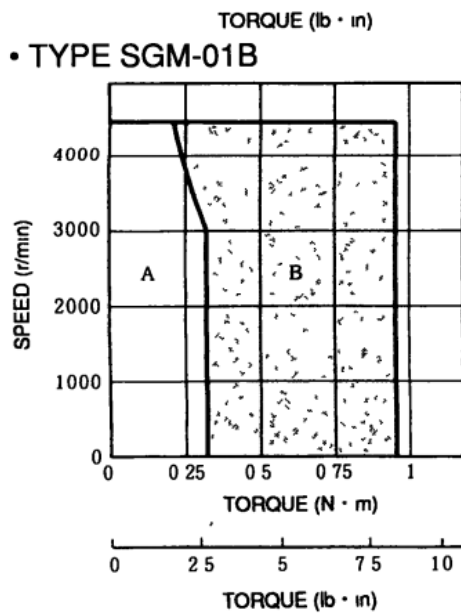 TORQUE (lb · in)
• TYPE SGM-01B
4000
3000
2000
1000
0
SPEED (r/min)
A
B
0 0 25 0 5 0 75 1
TORQUE (N · m)
0 2 5 5 7 5 10
TORQUE (lb · in)